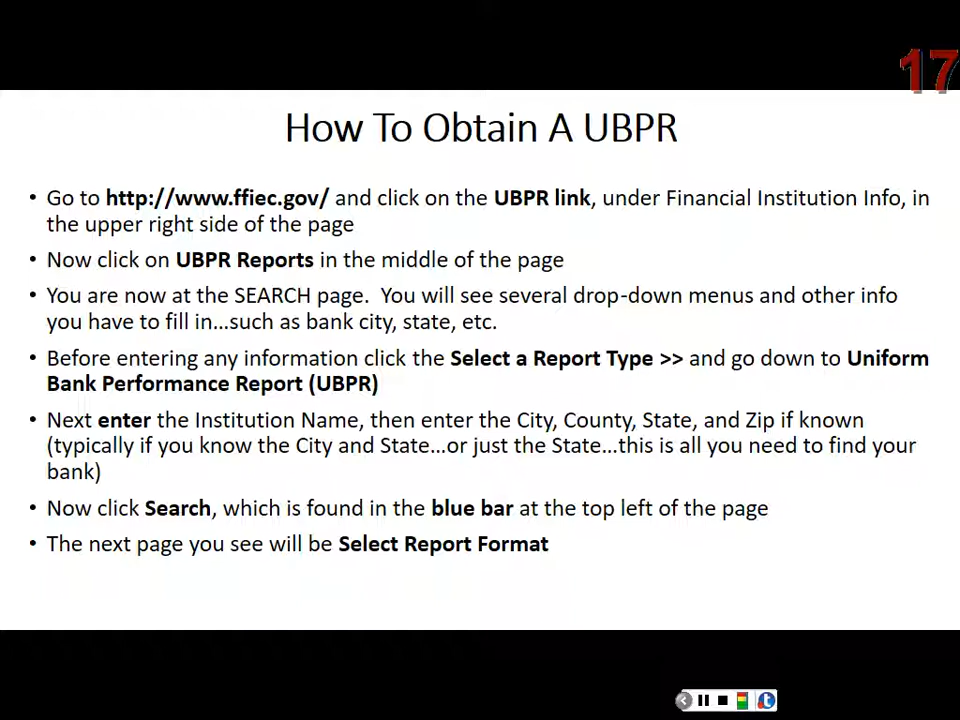 17
How To Obtain A UBPR
• Go to http://www.ffiec.gov/ and click on the UBPR link, under Financial Institution Info, in
the upper right side of the page
• Now click on UBPR Reports in the middle of the page
• You are now at the SEARCH page.  You will see several drop-down menus and other info
you have to fill in…such as bank city, state, etc.
• Before entering any information click the Select a Report Type >> and go down to Uniform
Bank Performance Report (UBPR)
• Next enter the Institution Name, then enter the City, County, State, and Zip if known
(typically if you know the City and State…or just the State…this is all you need to find your
bank)
• Now click Search, which is found in the blue bar at the top left of the page
• The next page you see will be Select Report Format
t